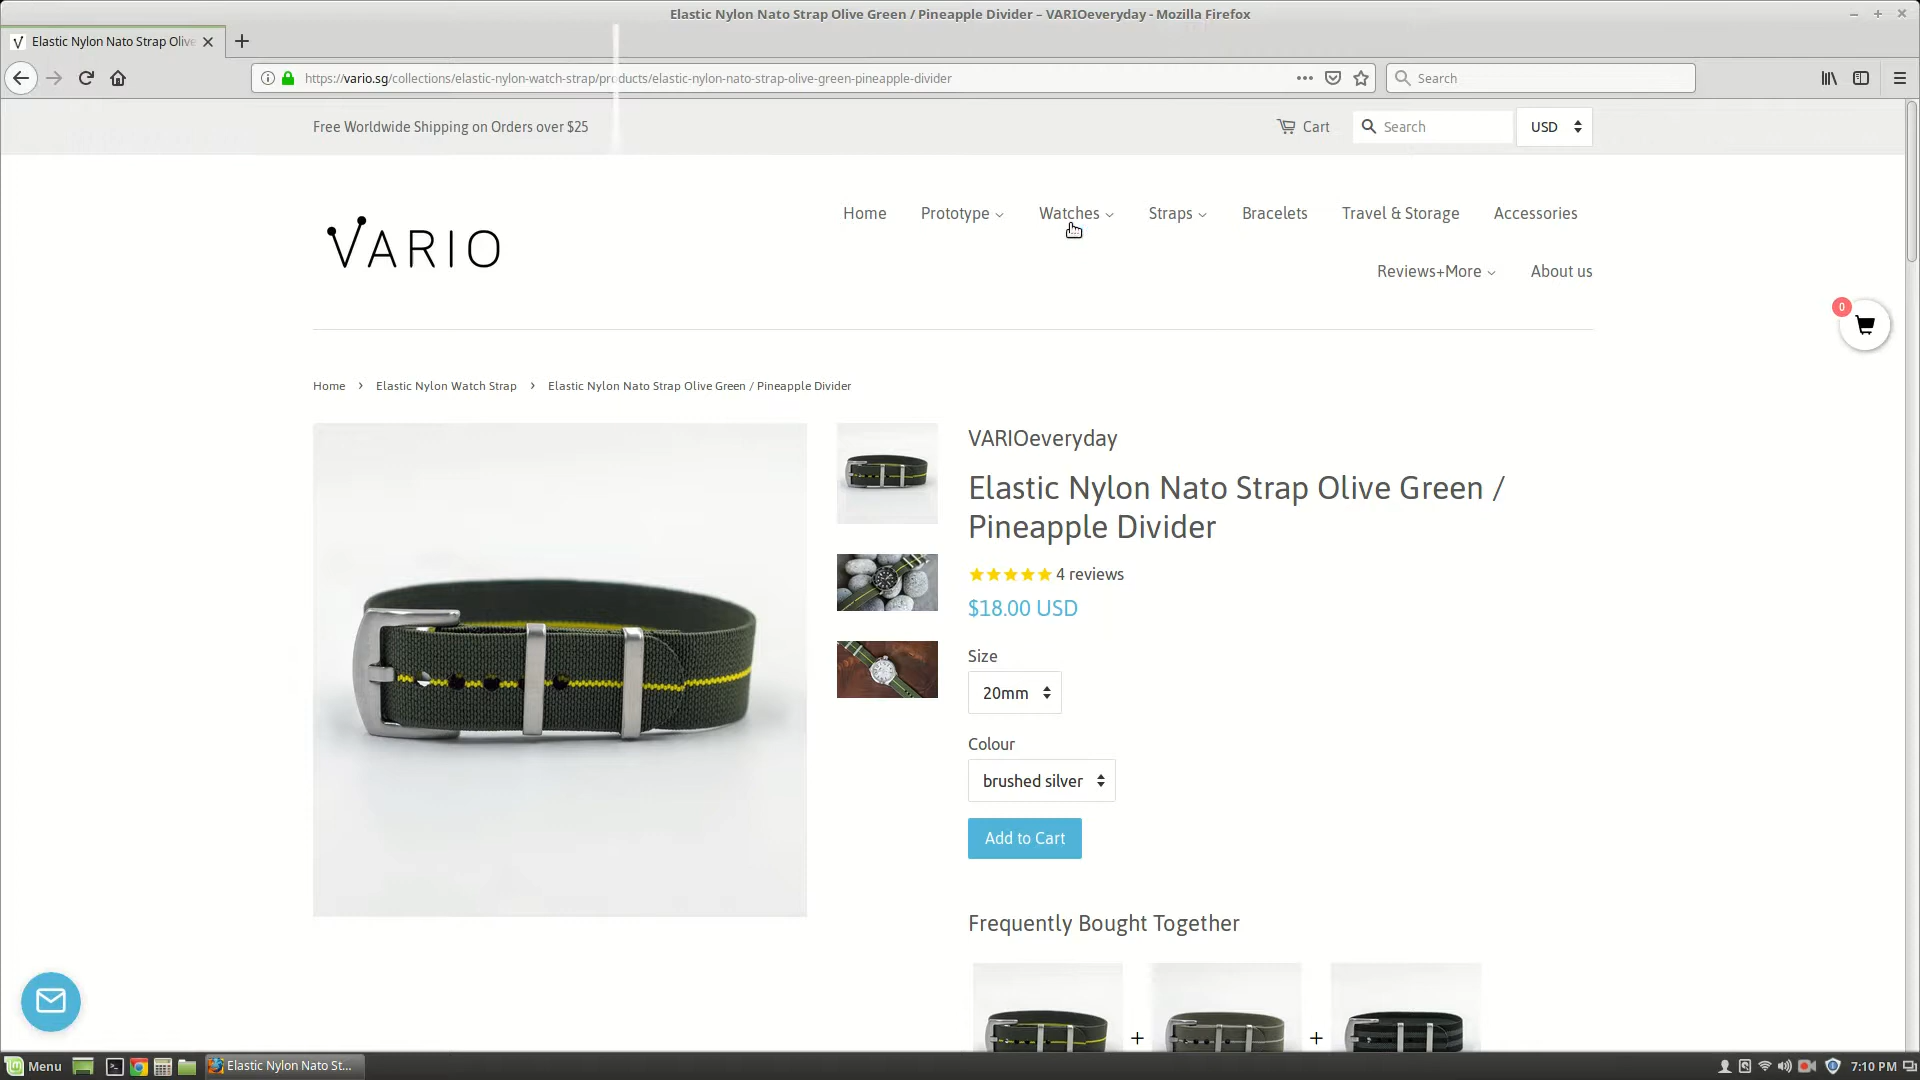 Elastic Nylon Nato Strap Olive Green / Pineapple Divider – VARIOeveryday - Mozilla Firefox
Elastic Nylon Nato Strap Olive
https://vario.sg/collections/elastic-nylon-watch-strap/products/elastic-nylon-nato-strap-olive-green-pineapple-divider
Search
Free Worldwide Shipping on Orders over $25
Cart
Search
USD
VARIO
Home
Prototype
Watches
Straps
Bracelets
Travel & Storage
Accessories
Reviews+More
About us
0
Home › Elastic Nylon Watch Strap › Elastic Nylon Nato Strap Olive Green / Pineapple Divider
VARIOeveryday
Elastic Nylon Nato Strap Olive Green /
Pineapple Divider
4 reviews
$18.00 USD
Size
20mm
Colour
brushed silver
Add to Cart
Frequently Bought Together
+ +
Menu
Elastic Nylon Nato St...
7:10 PM